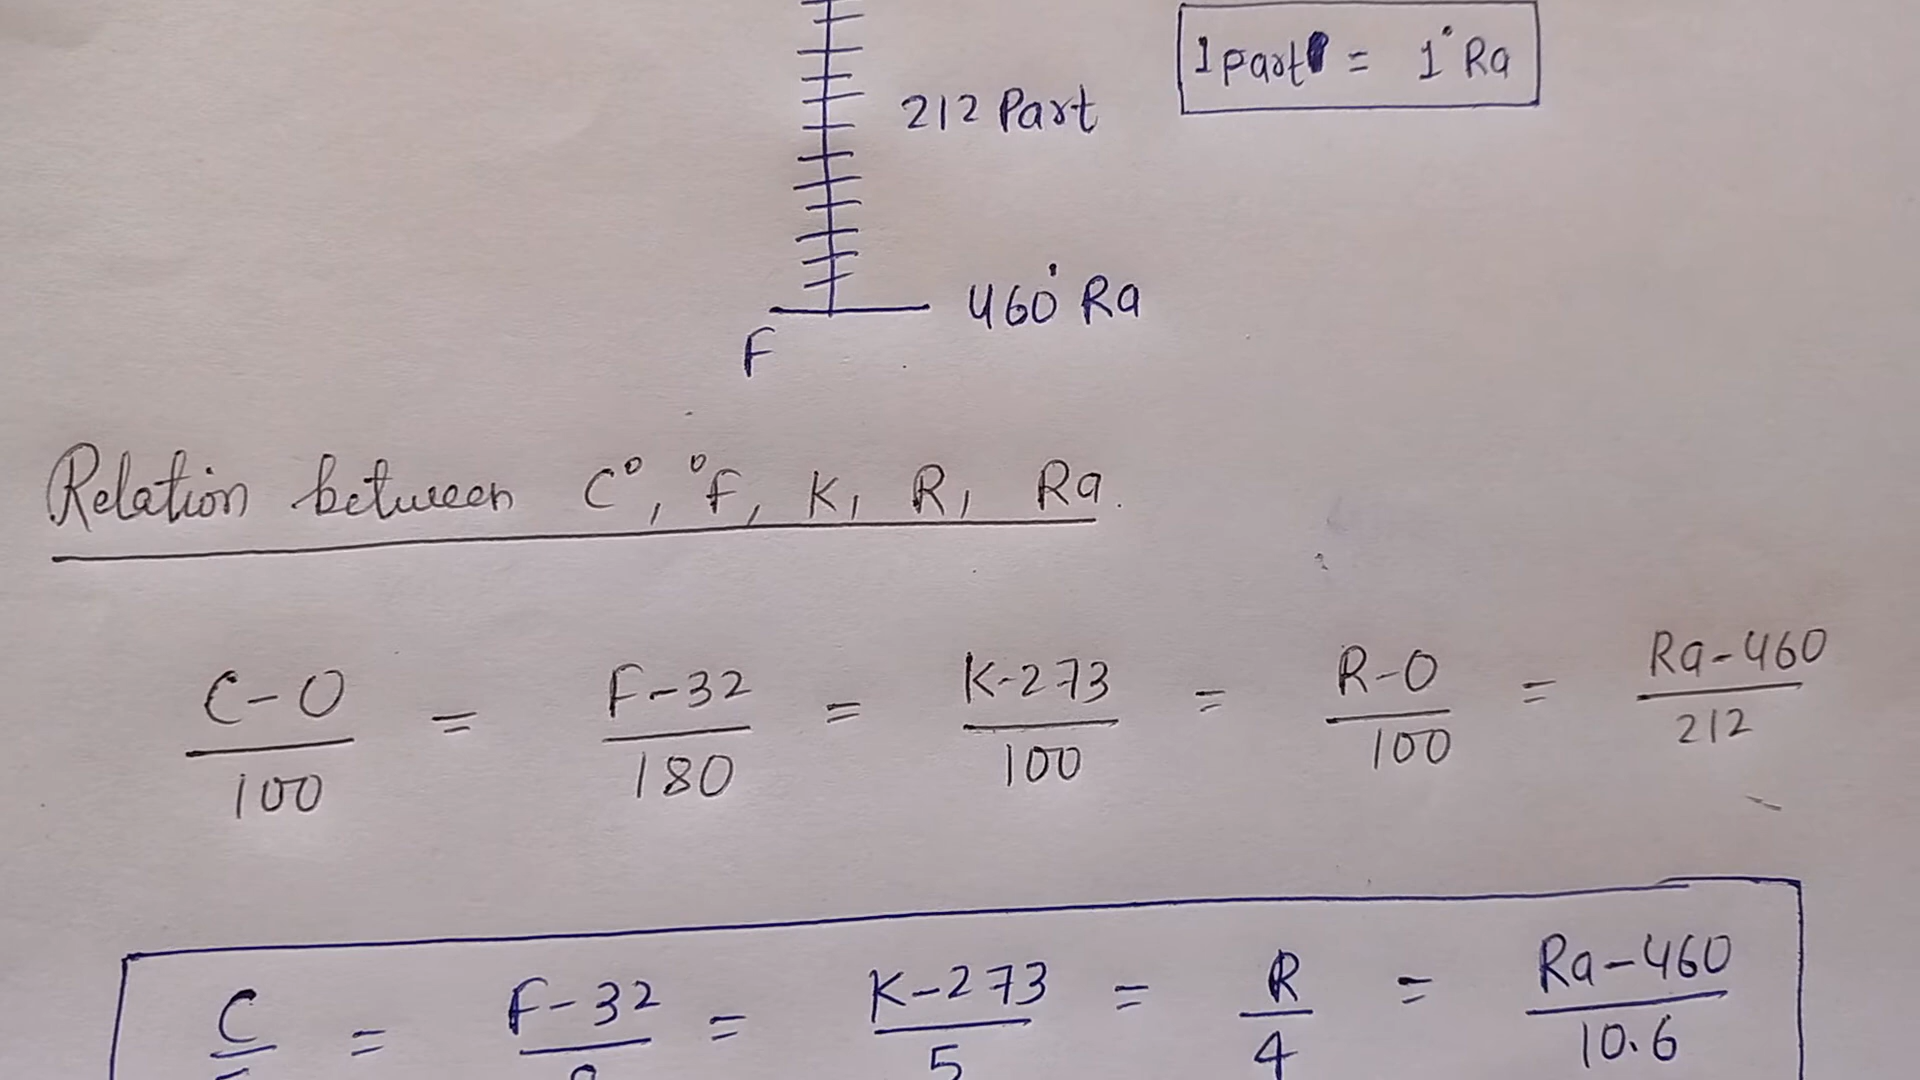 1 Part = 1° Ra
212 Part
460° Ra
F
Relation between C°, °F, K, R, Ra.
C-0/100 = F-32/180 = K-273/100 = R-0/100 = Ra-460/212
C = F-32 = K-273/5 = R/4 = Ra-460/10.6